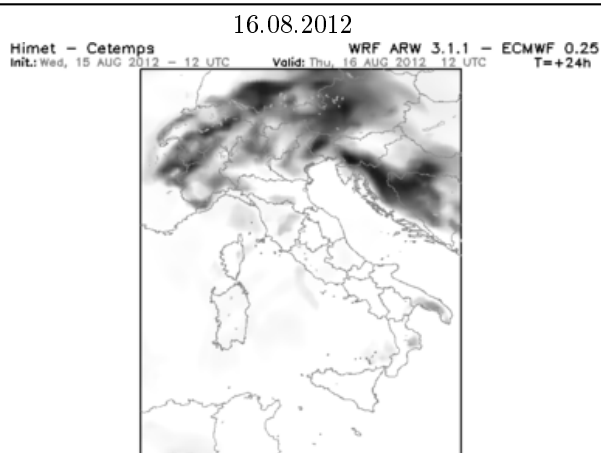 16.08.2012
Himet – Cetemps WRF ARW 3.1.1 – ECMWF 0.25
Init.: Wed, 15 AUG 2012 – 12 UTC Valid: Thu, 16 AUG 2012 12 UTC T=+24h